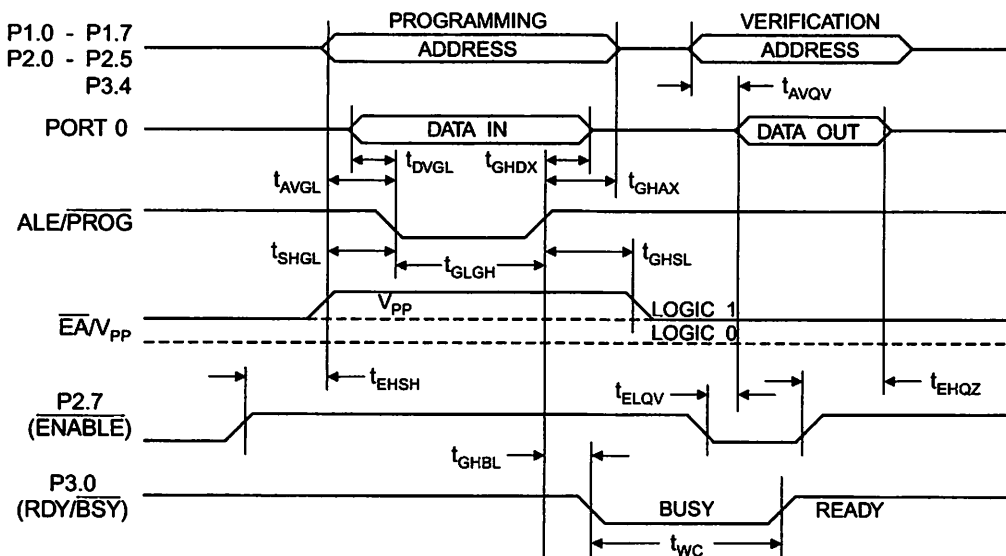 PROGRAMMING VERIFICATION
P1.0 - P1.7
P2.0 - P2.5
P3.4
ADDRESS ADDRESS
tAVQV
PORT 0 DATA IN DATA OUT
tDVGL tGHDX
tAVGL tGHAX
ALE/PROG
tSHGL tGLGH tGHSL
VPP LOGIC 1
EA/VPP LOGIC 0
tEHSH tELQV tEHQZ
P2.7
(ENABLE)
tGHBL
P3.0
(RDY/BSY) BUSY READY
tWC